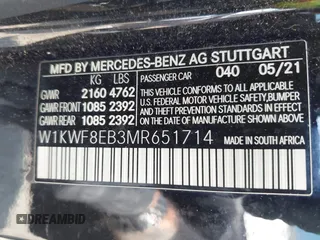 MFD BY MERCEDES-BENZ AG STUTTGART
KG LBS PASSENGER CAR 040 05/21
GVWR 2160 4762
GAWR FRONT 1085 2392
GAWR REAR 1085 2392
THIS VEHICLE CONFORMS TO ALL APPLICABLE
FEDERAL MOTOR VEHICLE SAFETY, BUMPER,
AND THEFT PREVENTION STANDARDS
IN EFFECT ON THE DATE OF
MANUFACTURE SHOWN ABOVE.
W1KWF8EB3MR651714
MADE IN SOUTH AFRICA
DREAMBID